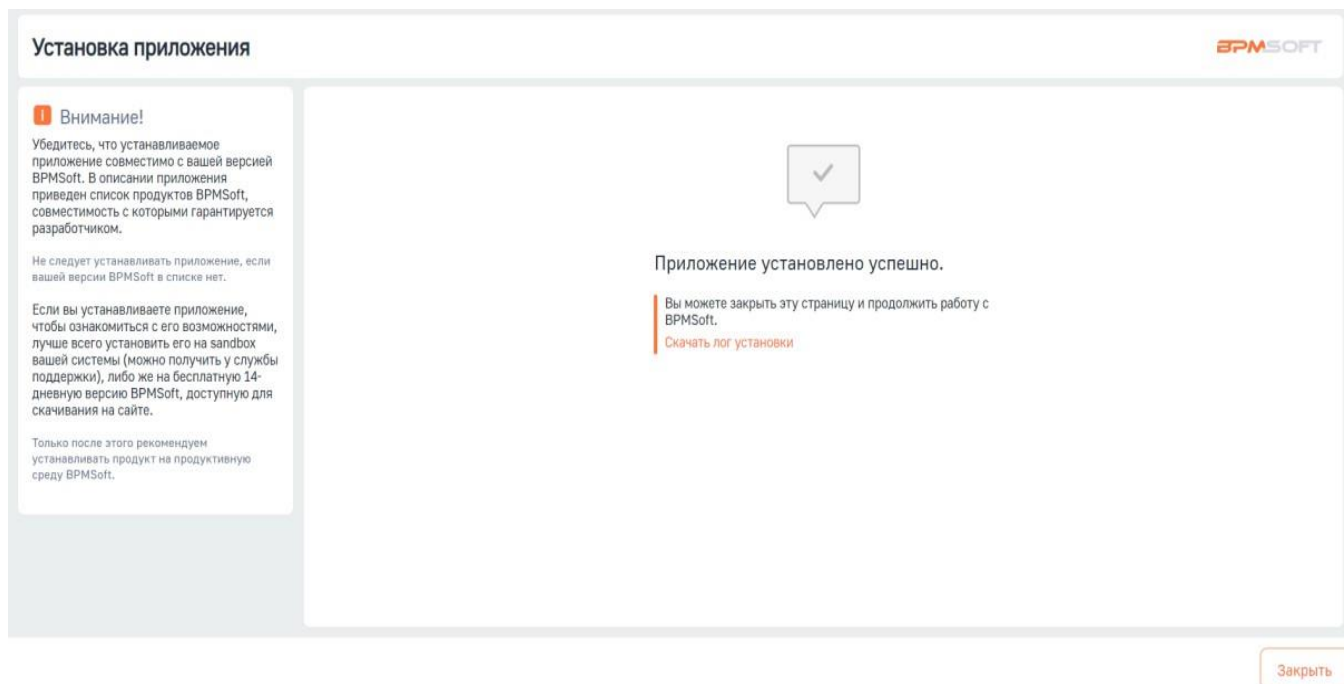 Установка приложения
BPMSOFT
Внимание!
Убедитесь, что устанавливаемое
приложение совместимо с вашей версией
BPMSoft. В описании приложения
приведен список продуктов BPMSoft,
совместимость с которыми гарантируется
разработчиком.
Не следует устанавливать приложение, если
вашей версии BPMSoft в списке нет.
Если вы устанавливаете приложение,
чтобы ознакомиться с его возможностями,
лучше всего установить его на sandbox
вашей системы (можно получить у службы
поддержки), либо же на бесплатную 14-
дневную версию BPMSoft, доступную для
скачивания на сайте.
Только после этого рекомендуем
устанавливать продукт на продуктивную
среду BPMSoft.
Приложение установлено успешно.
Вы можете закрыть эту страницу и продолжить работу с
BPMSoft.
Скачать лог установки
Закрыть